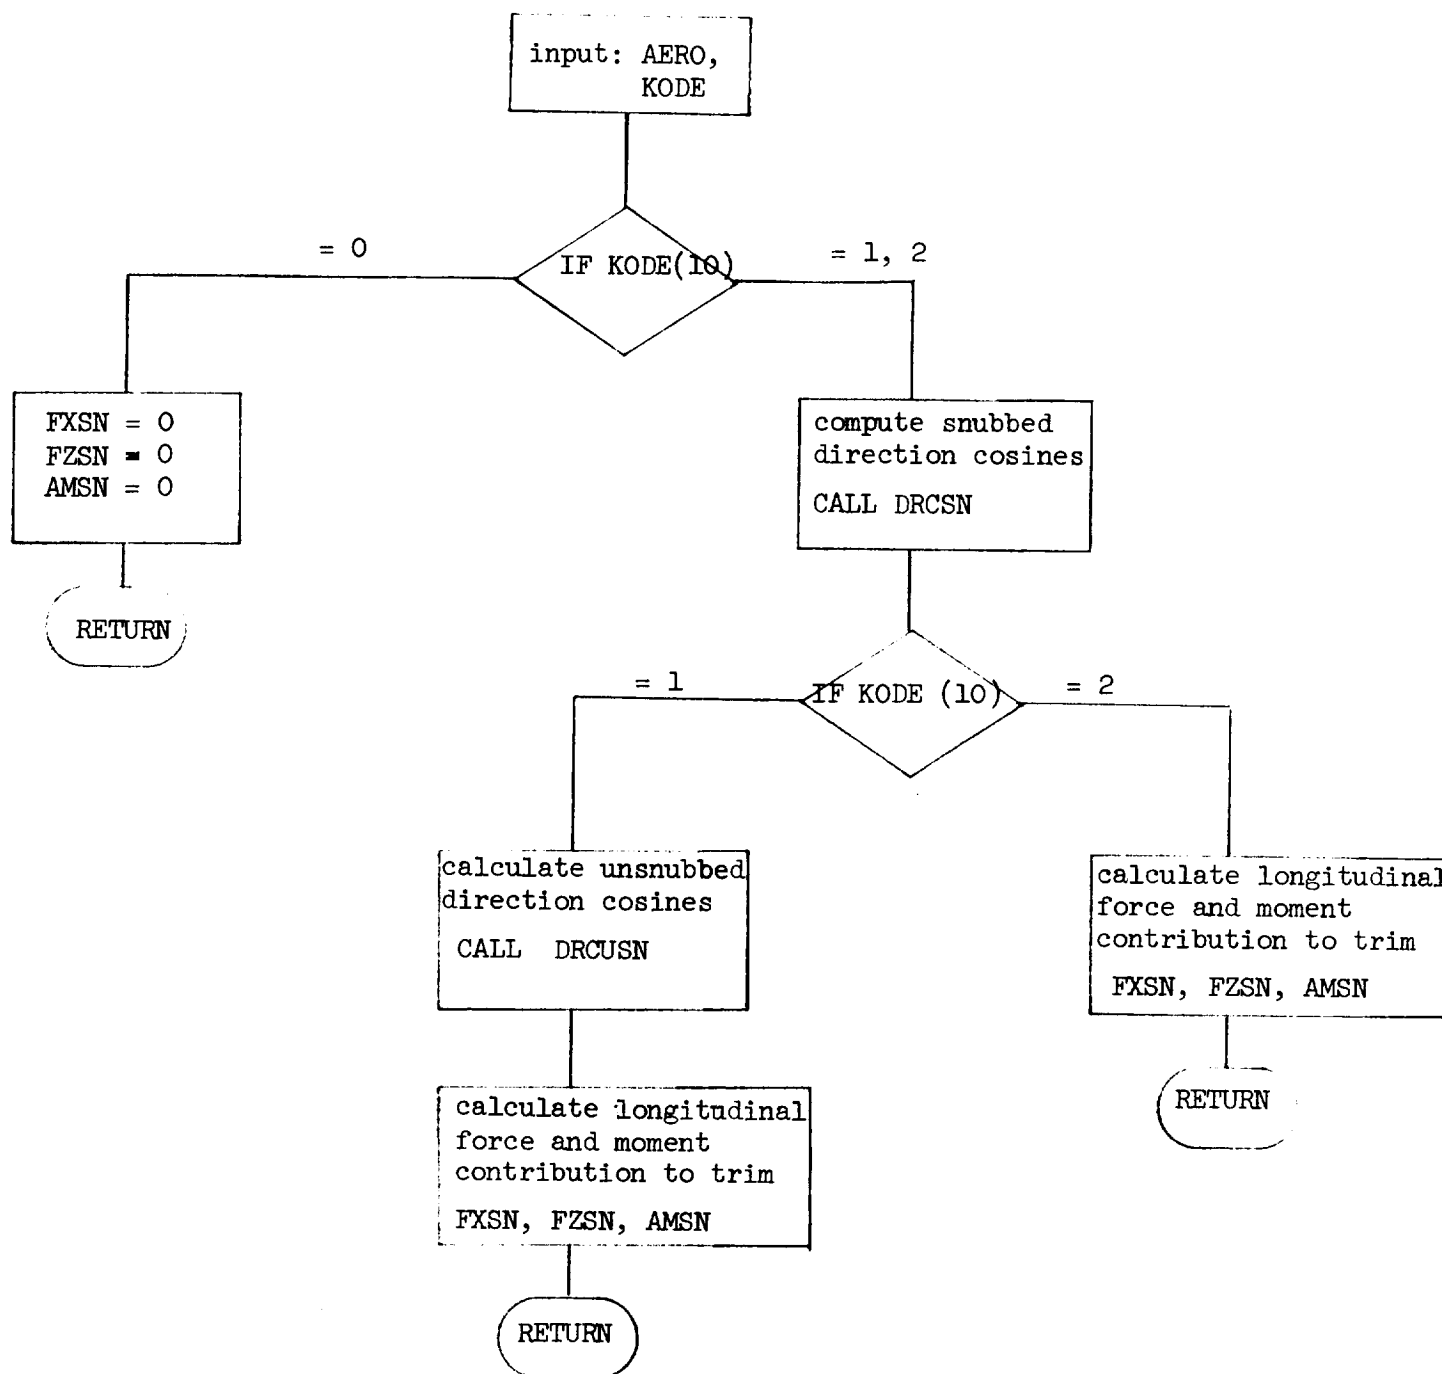 input: AERO,
KODE
= 0
IF KODE(10)
= 1, 2
FXSN = 0
FZSN = 0
AMSN = 0
RETURN
compute snubbed
direction cosines
CALL DRCSN
= 1
IF KODE (10)
= 2
calculate unsnubbed
direction cosines
CALL DRCUSN
calculate longitudinal
force and moment
contribution to trim
FXSN, FZSN, AMSN
RETURN
calculate longitudinal
force and moment
contribution to trim
FXSN, FZSN, AMSN
RETURN